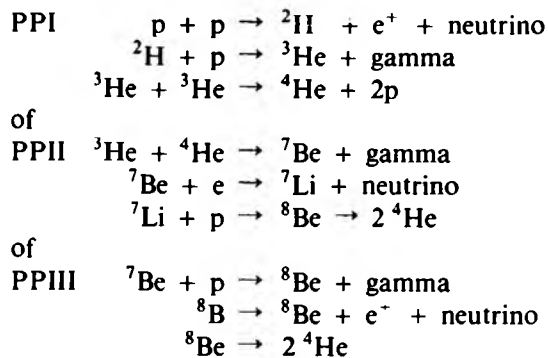 PPI p + p → ²H + e⁺ + neutrino
²H + p → ³He + gamma
³He + ³He → ⁴He + 2p
of
PPII ³He + ⁴He → ⁷Be + gamma
⁷Be + e → ⁷Li + neutrino
⁷Li + p → ⁸Be → 2 ⁴He
of
PPIII ⁷Be + p → ⁸Be + gamma
⁸B → ⁸Be + e⁺ + neutrino
⁸Be → 2 ⁴He